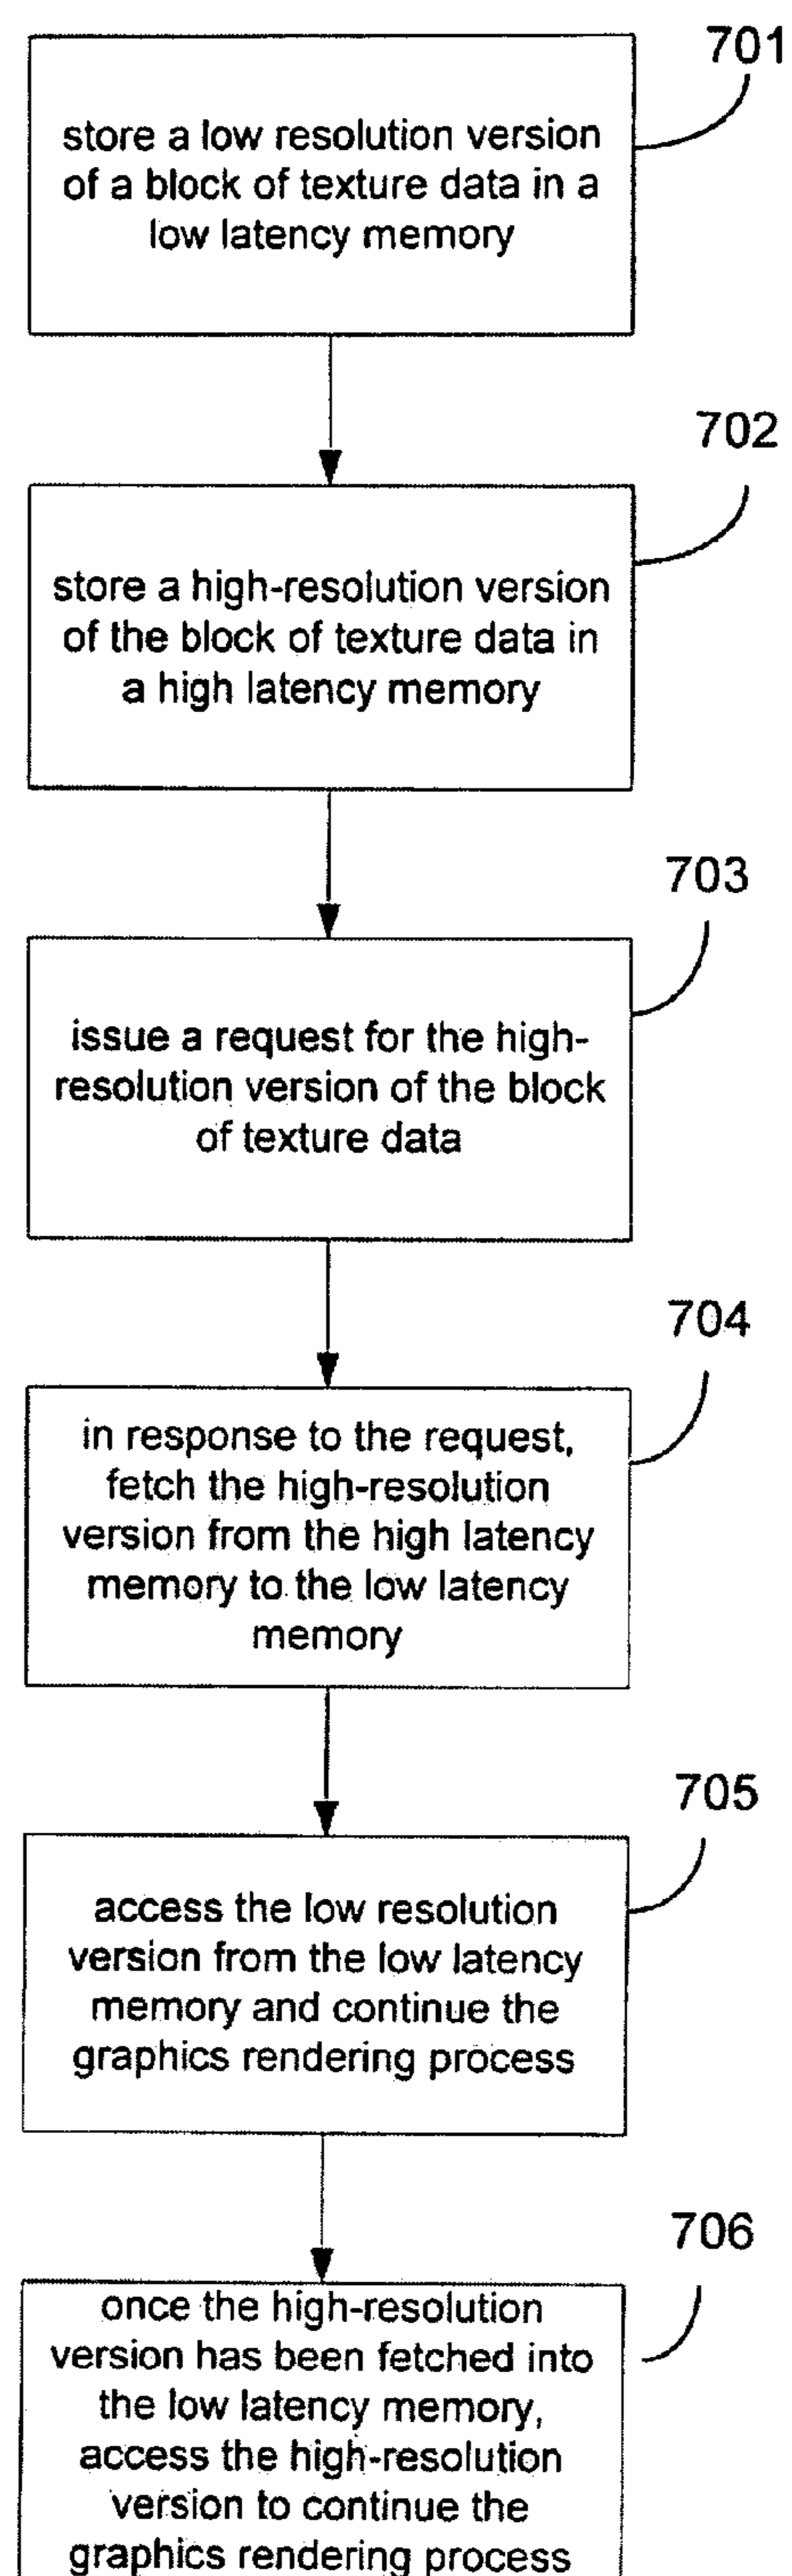 701
store a low resolution version
of a block of texture data in a
low latency memory
702
store a high-resolution version
of the block of texture data in
a high latency memory
703
issue a request for the high-
resolution version of the block
of texture data
704
in response to the request,
fetch the high-resolution
version from the high latency
memory to the low latency
memory
705
access the low resolution
version from the low latency
memory and continue the
graphics rendering process
706
once the high-resolution
version has been fetched into
the low latency memory,
access the high-resolution
version to continue the
graphics rendering process